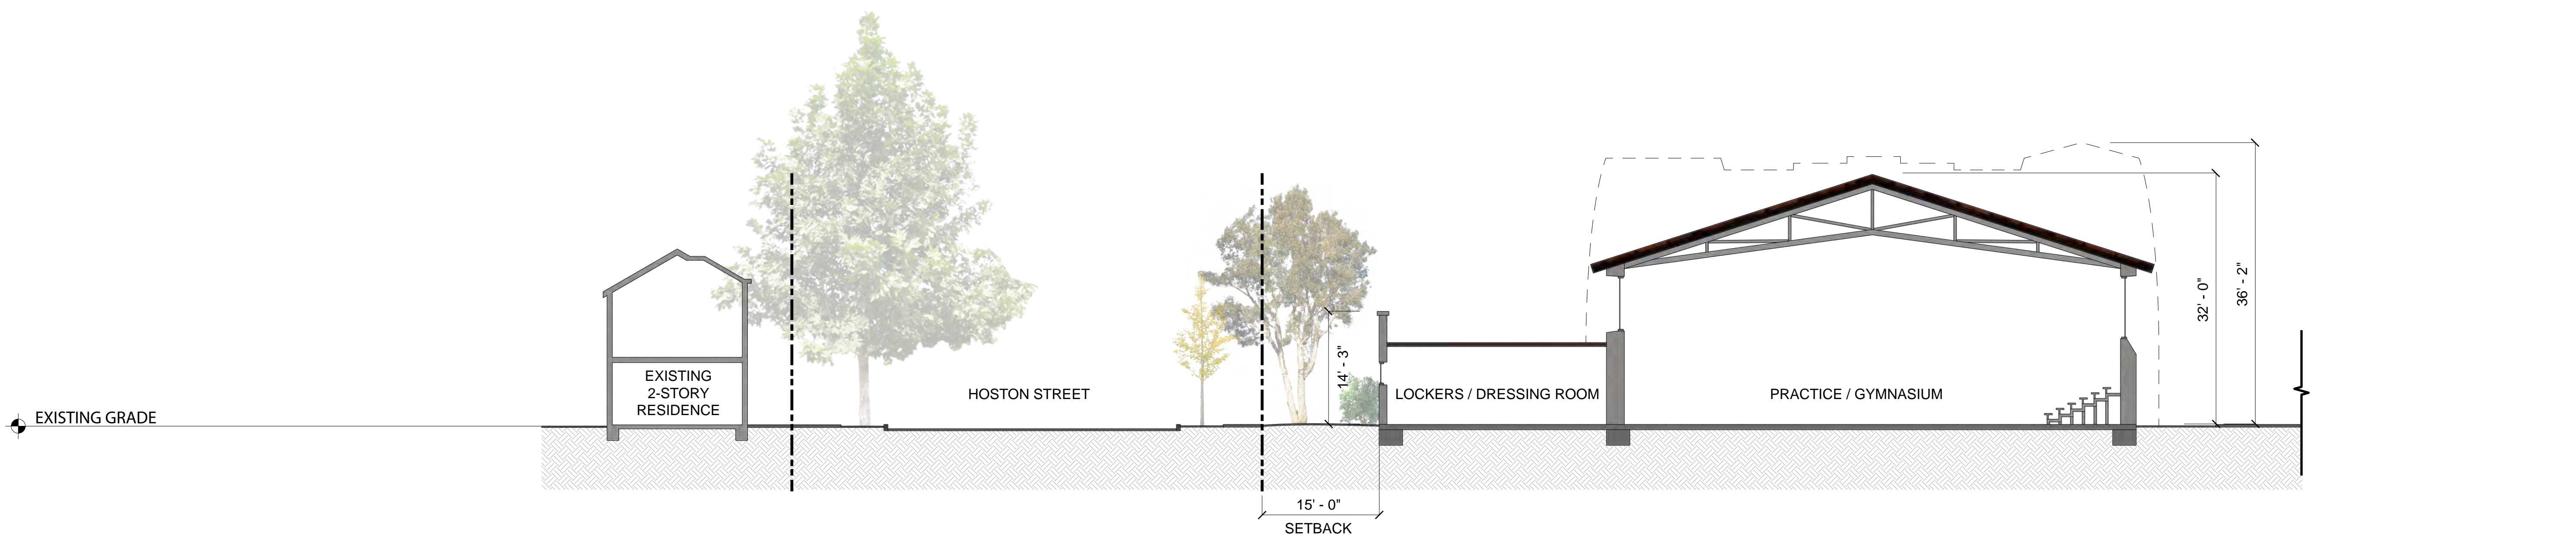 EXISTING GRADE
EXISTING
2-STORY
RESIDENCE
HOSTON STREET
14' - 3"
LOCKERS / DRESSING ROOM
PRACTICE / GYMNASIUM
32' - 0"
36' - 2"
15' - 0"
SETBACK